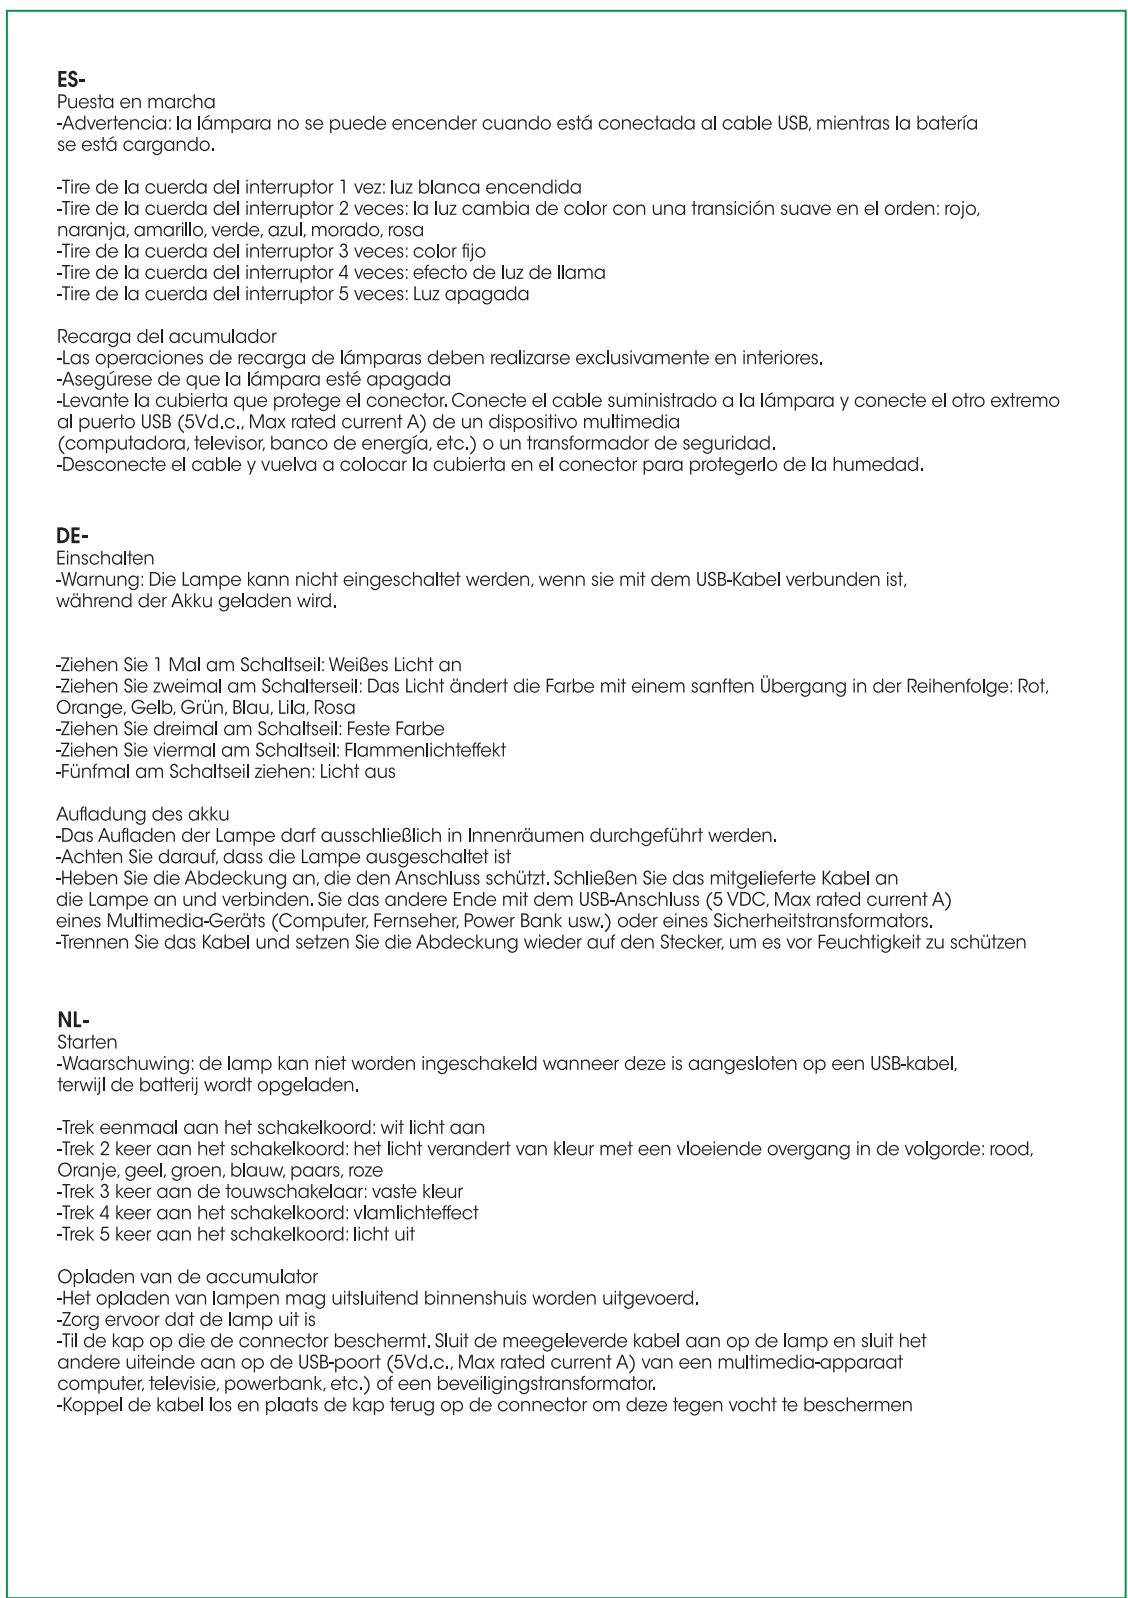 ES-
Puesta en marcha
-Advertencia: la lámpara no se puede encender cuando está conectada al cable USB, mientras la batería
se está cargando.
-Tire de la cuerda del interruptor 1 vez: luz blanca encendida
-Tire de la cuerda del interruptor 2 veces: la luz cambia de color con una transición suave en el orden: rojo,
naranja, amarillo, verde, azul, morado, rosa
-Tire de la cuerda del interruptor 3 veces: color fijo
-Tire de la cuerda del interruptor 4 veces: efecto de luz de llama
-Tire de la cuerda del interruptor 5 veces: Luz apagada
Recarga del acumulador
-Las operaciones de recarga de lámparas deben realizarse exclusivamente en interiores.
-Asegúrese de que la lámpara esté apagada
-Levante la cubierta que protege el conector. Conecte el cable suministrado a la lámpara y conecte el otro extremo
al puerto USB (5Vd.c., Max rated current A) de un dispositivo multimedia
(computadora, televisor, banco de energía, etc.) o un transformador de seguridad.
-Desconecte el cable y vuelva a colocar la cubierta en el conector para protegerlo de la humedad.
DE-
Einschalten
-Warnung: Die Lampe kann nicht eingeschaltet werden, wenn sie mit dem USB-Kabel verbunden ist,
während der Akku geladen wird.
-Ziehen Sie 1 Mal am Schaltseil: Weißes Licht an
-Ziehen Sie zweimal am Schalterseil: Das Licht ändert die Farbe mit einem sanften Übergang in der Reihenfolge: Rot,
Orange, Gelb, Grün, Blau, Lila, Rosa
-Ziehen Sie dreimal am Schaltseil: Feste Farbe
-Ziehen Sie viermal am Schaltseil: Flammenlichteffekt
-Fünfmal am Schaltseil ziehen: Licht aus
Aufladung des akku
-Das Aufladen der Lampe darf ausschließlich in Innenräumen durchgeführt werden.
-Achten Sie darauf, dass die Lampe ausgeschaltet ist
-Heben Sie die Abdeckung an, die den Anschluss schützt. Schließen Sie das mitgelieferte Kabel an
die Lampe an und verbinden. Sie das andere Ende mit dem USB-Anschluss (5 VDC, Max rated current A)
eines Multimedia-Geräts (Computer, Fernseher, Power Bank usw.) oder eines Sicherheitstransformators.
-Trennen Sie das Kabel und setzen Sie die Abdeckung wieder auf den Stecker, um es vor Feuchtigkeit zu schützen
NL-
Starten
-Waarschuwing: de lamp kan niet worden ingeschakeld wanneer deze is aangesloten op een USB-kabel,
terwijl de batterij wordt opgeladen.
-Trek eenmaal aan het schakelkoord: wit licht aan
-Trek 2 keer aan het schakelkoord: het licht verandert van kleur met een vloeiende overgang in de volgorde: rood,
Oranje, geel, groen, blauw, paars, roze
-Trek 3 keer aan de touwschakelaar: vaste kleur
-Trek 4 keer aan het schakelkoord: vlamlichteffect
-Trek 5 keer aan het schakelkoord: licht uit
Opladen van de accumulator
-Het opladen van lampen mag uitsluitend binnenshuis worden uitgevoerd.
-Zorg ervoor dat de lamp uit is
-Til de kap op die de connector beschermt. Sluit de meegeleverde kabel aan op de lamp en sluit het
andere uiteinde aan op de USB-poort (5Vd.c., Max rated current A) van een multimedia-apparaat
computer, televisie, powerbank, etc.) of een beveiligingstransformator.
-Koppel de kabel los en plaats de kap terug op de connector om deze tegen vocht te beschermen